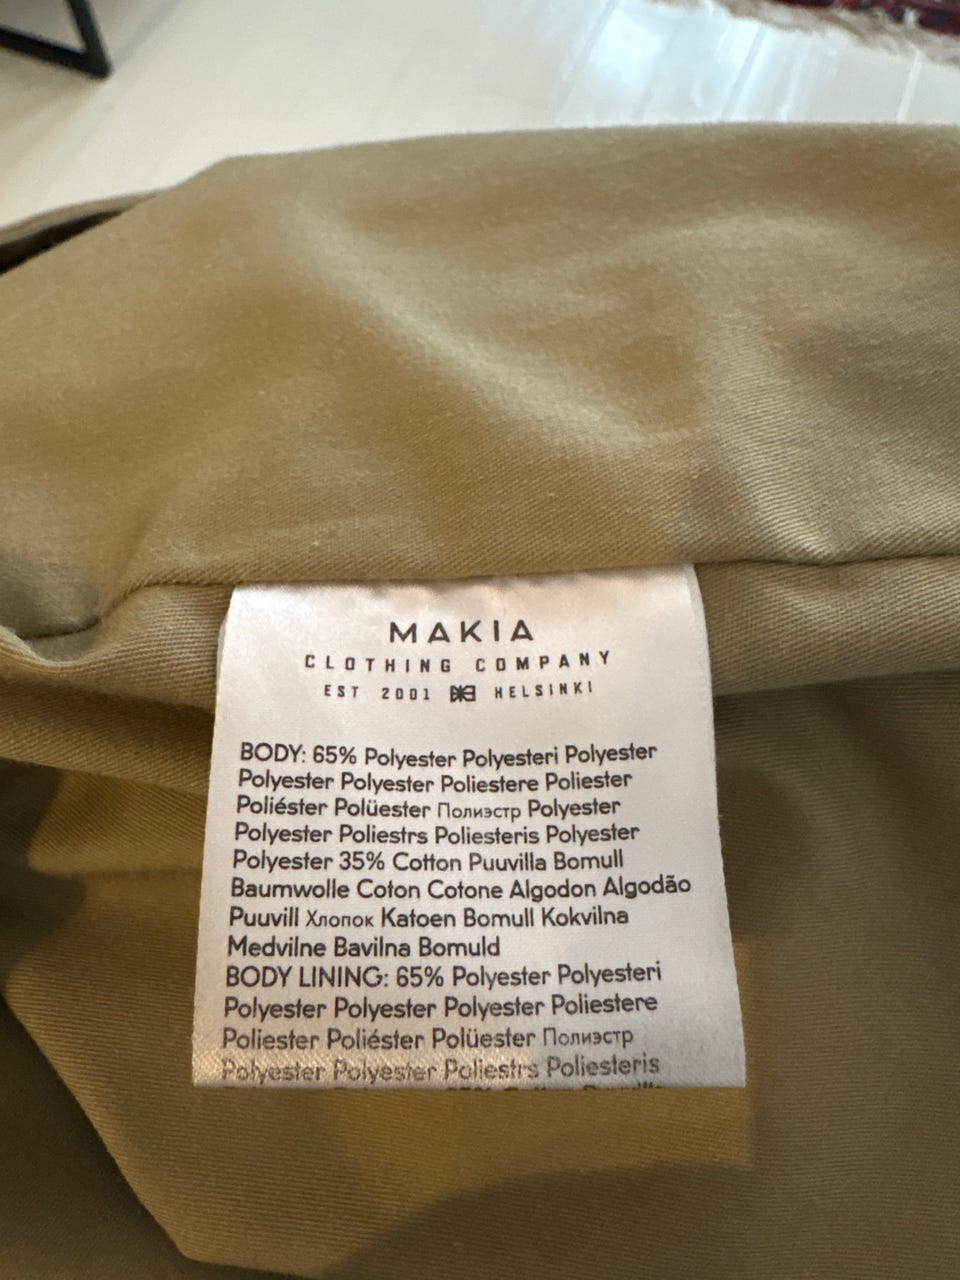 MAKIA
CLOTHING COMPANY
EST 2001 HELSINKI
BODY: 65% Polyester Polyesteri Polyester
Polyester Polyester Poliestere Poliester
Poliéster Polüester Полиэстр Polyester
Polyester Poliestrs Poliesteris Polyester
Polyester 35% Cotton Puuvilla Bomull
Baumwolle Coton Cotone Algodon Algodão
Puuvill Хлопок Katoen Bomull Kokvilna
Medvilne Bavilna Bomuld
BODY LINING: 65% Polyester Polyesteri
Polyester Polyester Polyester Poliestere
Poliester Poliéster Polüester Полиэстр
Polyester Polyester Poliestrs Poliesteris